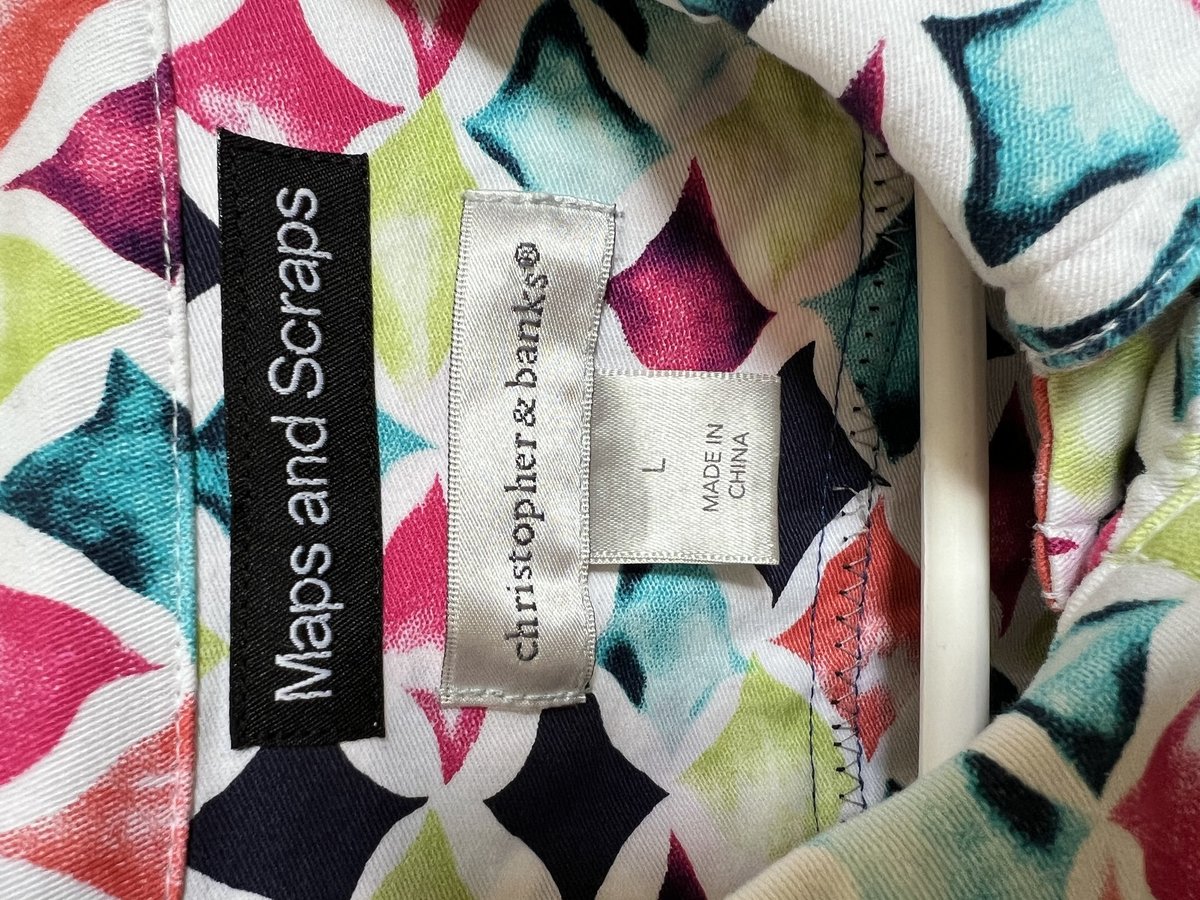 Maps and Scraps
christopher & banks®
L
MADE IN
CHINA